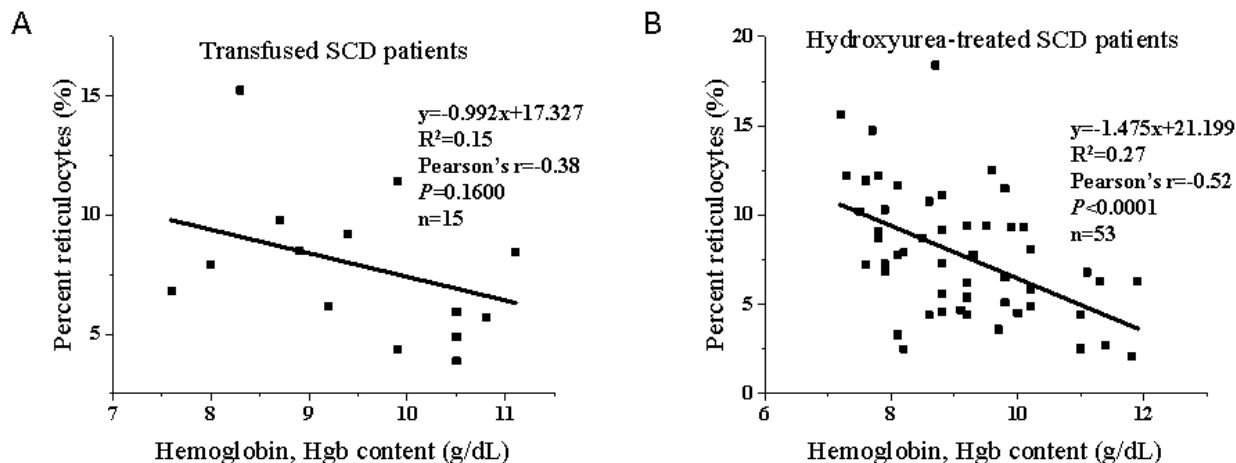 A
Transfused SCD patients
Percent reticulocytes (%)
15
10
5
y=-0.992x+17.327
R²=0.15
Pearson's r=-0.38
P=0.1600
n=15
7 8 9 10 11
Hemoglobin, Hgb content (g/dL)
B
Hydroxyurea-treated SCD patients
Percent reticulocytes (%)
20
15
10
5
0
y=-1.475x+21.199
R²=0.27
Pearson's r=-0.52
P<0.0001
n=53
6 8 10 12
Hemoglobin, Hgb content (g/dL)